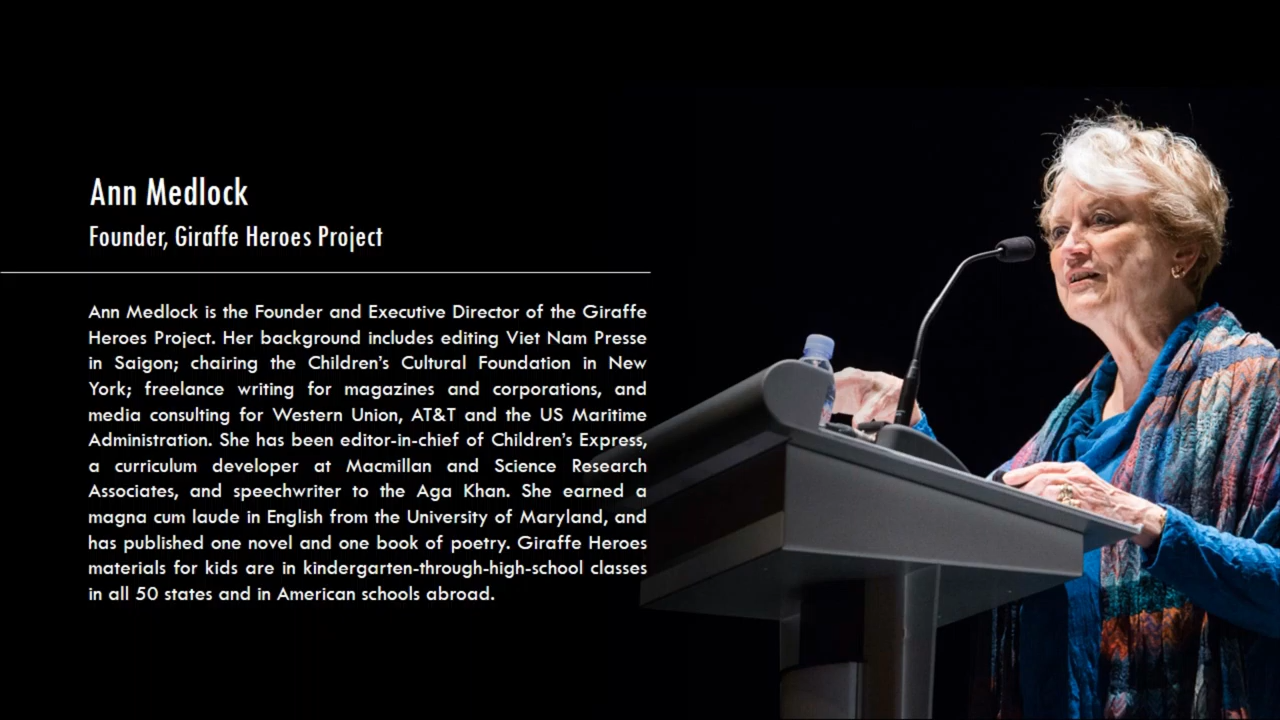 Ann Medlock
Founder, Giraffe Heroes Project
Ann Medlock is the Founder and Executive Director of the Giraffe
Heroes Project. Her background includes editing Viet Nam Presse
in Saigon; chairing the Children's Cultural Foundation in New
York; freelance writing for magazines and corporations, and
media consulting for Western Union, AT&T and the US Maritime
Administration. She has been editor-in-chief of Children's Express,
a curriculum developer at Macmillan and Science Research
Associates, and speechwriter to the Aga Khan. She earned a
magna cum laude in English from the University of Maryland, and
has published one novel and one book of poetry. Giraffe Heroes
materials for kids are in kindergarten-through-high-school classes
in all 50 states and in American schools abroad.